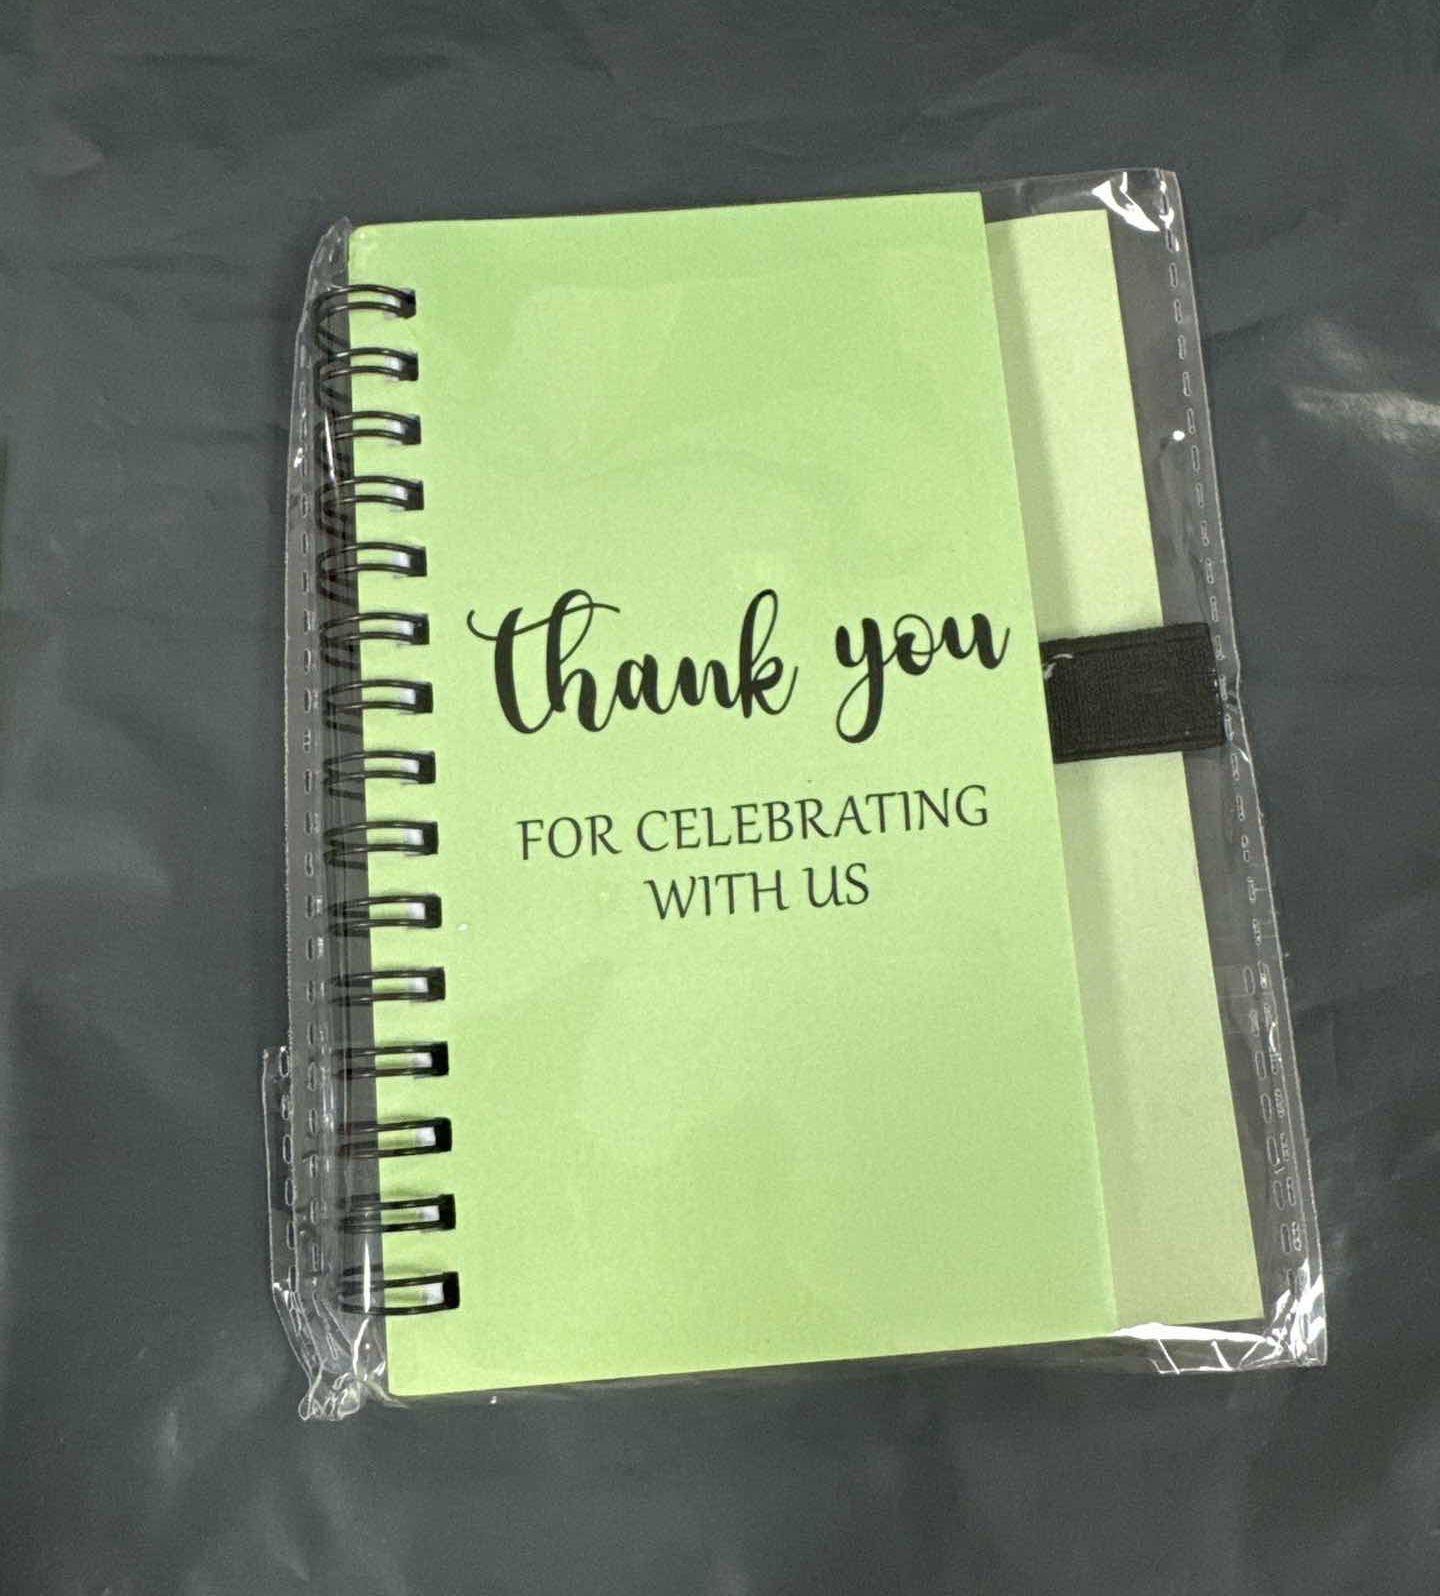 thank you
FOR CELEBRATING
WITH US